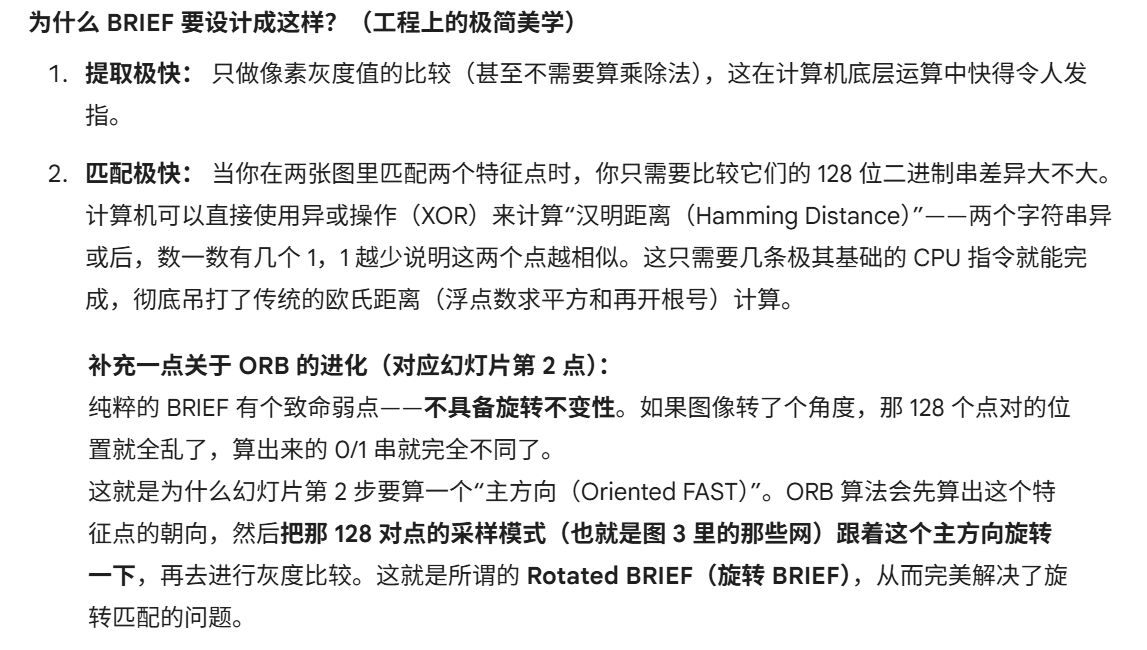 为什么 BRIEF 要设计成这样？（工程上的极简美学）
1. 提取极快： 只做像素灰度值的比较（甚至不需要算乘除法），这在计算机底层运算中快得令人发
指。
2. 匹配极快： 当你在两张图里匹配两个特征点时，你只需要比较它们的 128 位二进制串差异大不大。
计算机可以直接使用异或操作（XOR）来计算“汉明距离（Hamming Distance）”——两个字符串异
或后，数一数有几个 1，1 越少说明这两个点越相似。这只需要几条极其基础的 CPU 指令就能完
成，彻底吊打了传统的欧氏距离（浮点数求平方和再开根号）计算。
补充一点关于 ORB 的进化（对应幻灯片第 2 点）：
纯粹的 BRIEF 有个致命弱点——不具备旋转不变性。如果图像转了个角度，那 128 个点对的位
置就全乱了，算出来的 0/1 串就完全不同了。
这就是为什么幻灯片第 2 步要算一个“主方向（Oriented FAST）”。ORB 算法会先算出这个特
征点的朝向，然后把那 128 对点的采样模式（也就是图 3 里的那些网）跟着这个主方向旋转
一下，再去进行灰度比较。这就是所谓的 Rotated BRIEF（旋转 BRIEF），从而完美解决了旋
转匹配的问题。